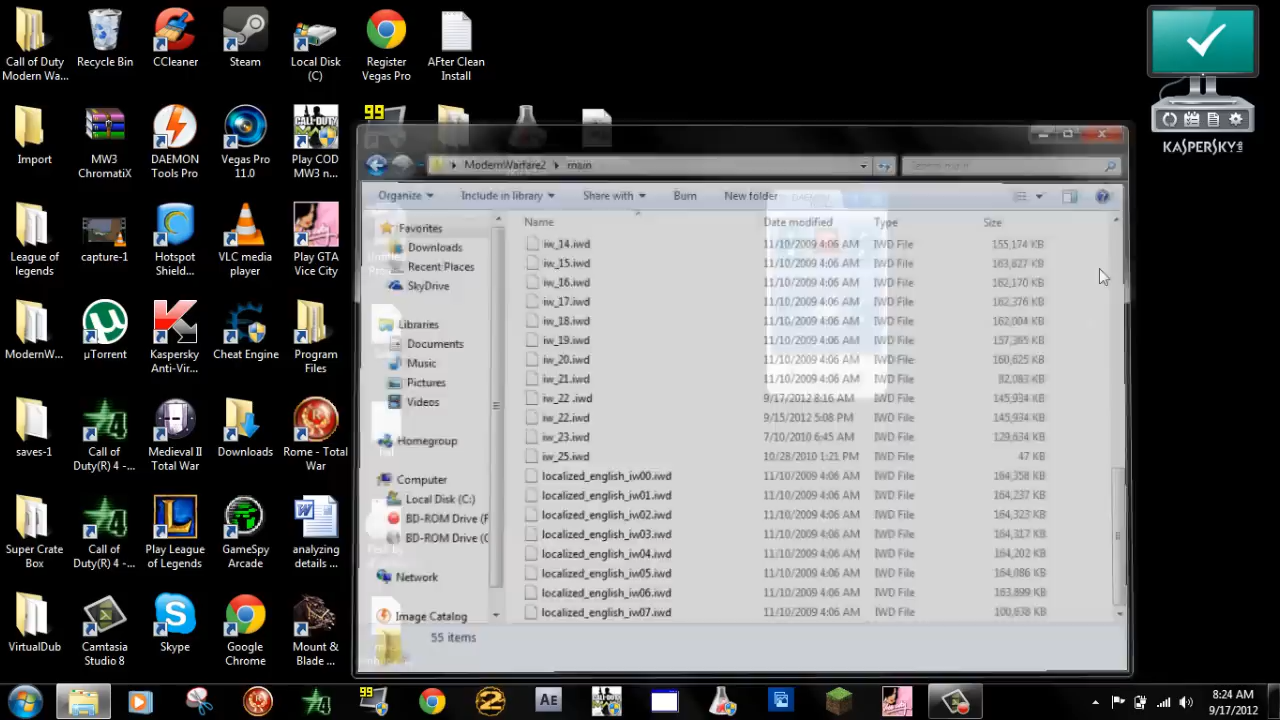 Call of Duty
Modern Wa...
Recycle Bin
CCleaner
Steam
Local Disk
(C)
Register
Vegas Pro
AFter Clean
Install
KASPERSKY
Import
MW3
ChromatiX
DAEMON
Tools Pro
Vegas Pro
11.0
CALL OF DUTY
Play COD
MW3 n...
99
League of
legends
capture-1
Hotspot
Shield...
VLC media
player
Play GTA
Vice City
ModernW...
µTorrent
Kaspersky
Anti-Vir...
Cheat Engine
Program
Files
saves-1
Call of
Duty(R) 4 -...
Medieval II
Total War
Downloads
Rome - Total
War
Super Crate
Box
Call of
Duty(R) 4 -...
Play League
of Legends
GameSpy
Arcade
analyzing
details ...
VirtualDub
Camtasia
Studio 8
Skype
Google
Chrome
Mount &
Blade ...
ModernWarfare2 main
Organize Include in library Share with Burn New folder
Favorites
Downloads
Recent Places
SkyDrive
Libraries
Documents
Music
Pictures
Videos
Homegroup
Computer
Local Disk (C:)
BD-ROM Drive (F
BD-ROM Drive (C
Network
Image Catalog
Name Date modified Type Size
iw_14.iwd 11/10/2009 4:06 AM IWD File 155,174 KB
iw_15.iwd 11/10/2009 4:06 AM IWD File 163,827 KB
iw_16.iwd 11/10/2009 4:06 AM IWD File 162,170 KB
iw_17.iwd 11/10/2009 4:06 AM IWD File 162,376 KB
iw_18.iwd 11/10/2009 4:06 AM IWD File 162,004 KB
iw_19.iwd 11/10/2009 4:06 AM IWD File 157,365 KB
iw_20.iwd 11/10/2009 4:06 AM IWD File 160,625 KB
iw_21.iwd 11/10/2009 4:06 AM IWD File 82,083 KB
iw_22 .iwd 9/17/2012 8:16 AM IWD File 145,934 KB
iw_22.iwd 9/15/2012 5:08 PM IWD File 145,934 KB
iw_23.iwd 7/10/2010 6:43 AM IWD File 129,634 KB
iw_25.iwd 10/28/2010 1:21 PM IWD File 47 KB
localized_english_iw00.iwd 11/10/2009 4:06 AM IWD File 164,358 KB
localized_english_iw01.iwd 11/10/2009 4:06 AM IWD File 164,237 KB
localized_english_iw02.iwd 11/10/2009 4:06 AM IWD File 164,323 KB
localized_english_iw03.iwd 11/10/2009 4:06 AM IWD File 164,317 KB
localized_english_iw04.iwd 11/10/2009 4:06 AM IWD File 164,202 KB
localized_english_iw05.iwd 11/10/2009 4:06 AM IWD File 164,086 KB
localized_english_iw06.iwd 11/10/2009 4:06 AM IWD File 163,899 KB
localized_english_iw07.iwd 11/10/2009 4:06 AM IWD File 100,638 KB
55 items
99
AE
8:24 AM
9/17/2012